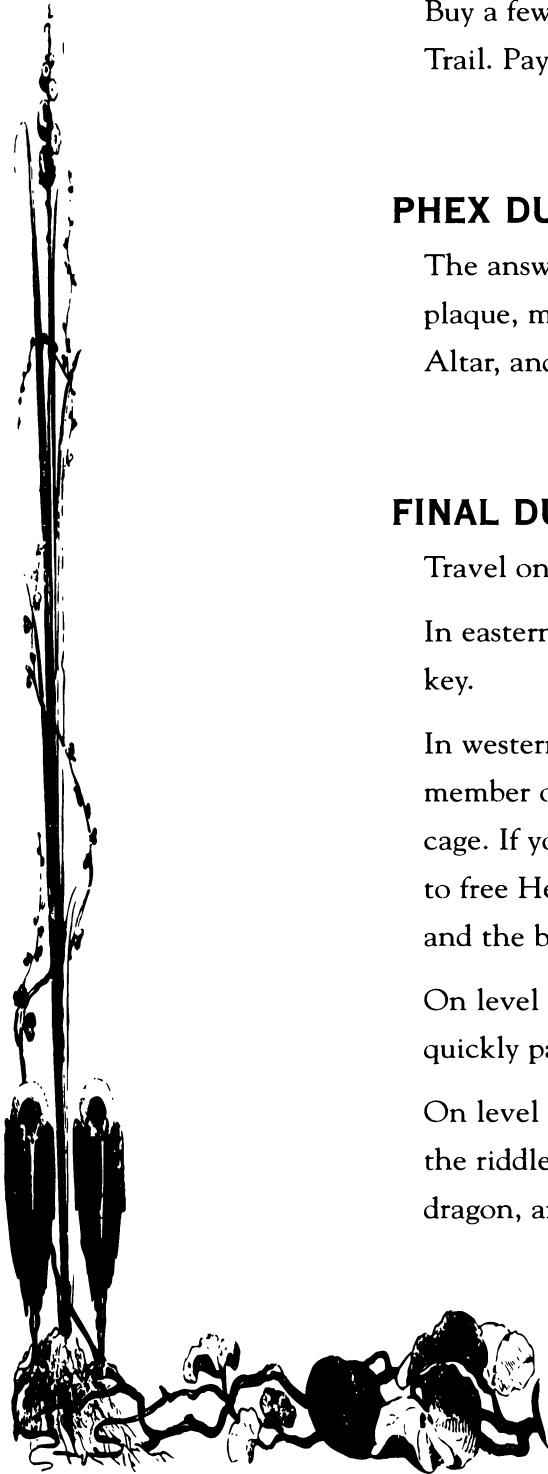 Buy a few
Trail. Pay
PHEX DU
The answ
plaque, m
Altar, and
FINAL DU
Travel on
In eastern
key.
In western
member o
cage. If yo
to free He
and the b
On level
quickly pa
On level
the riddle
dragon, a